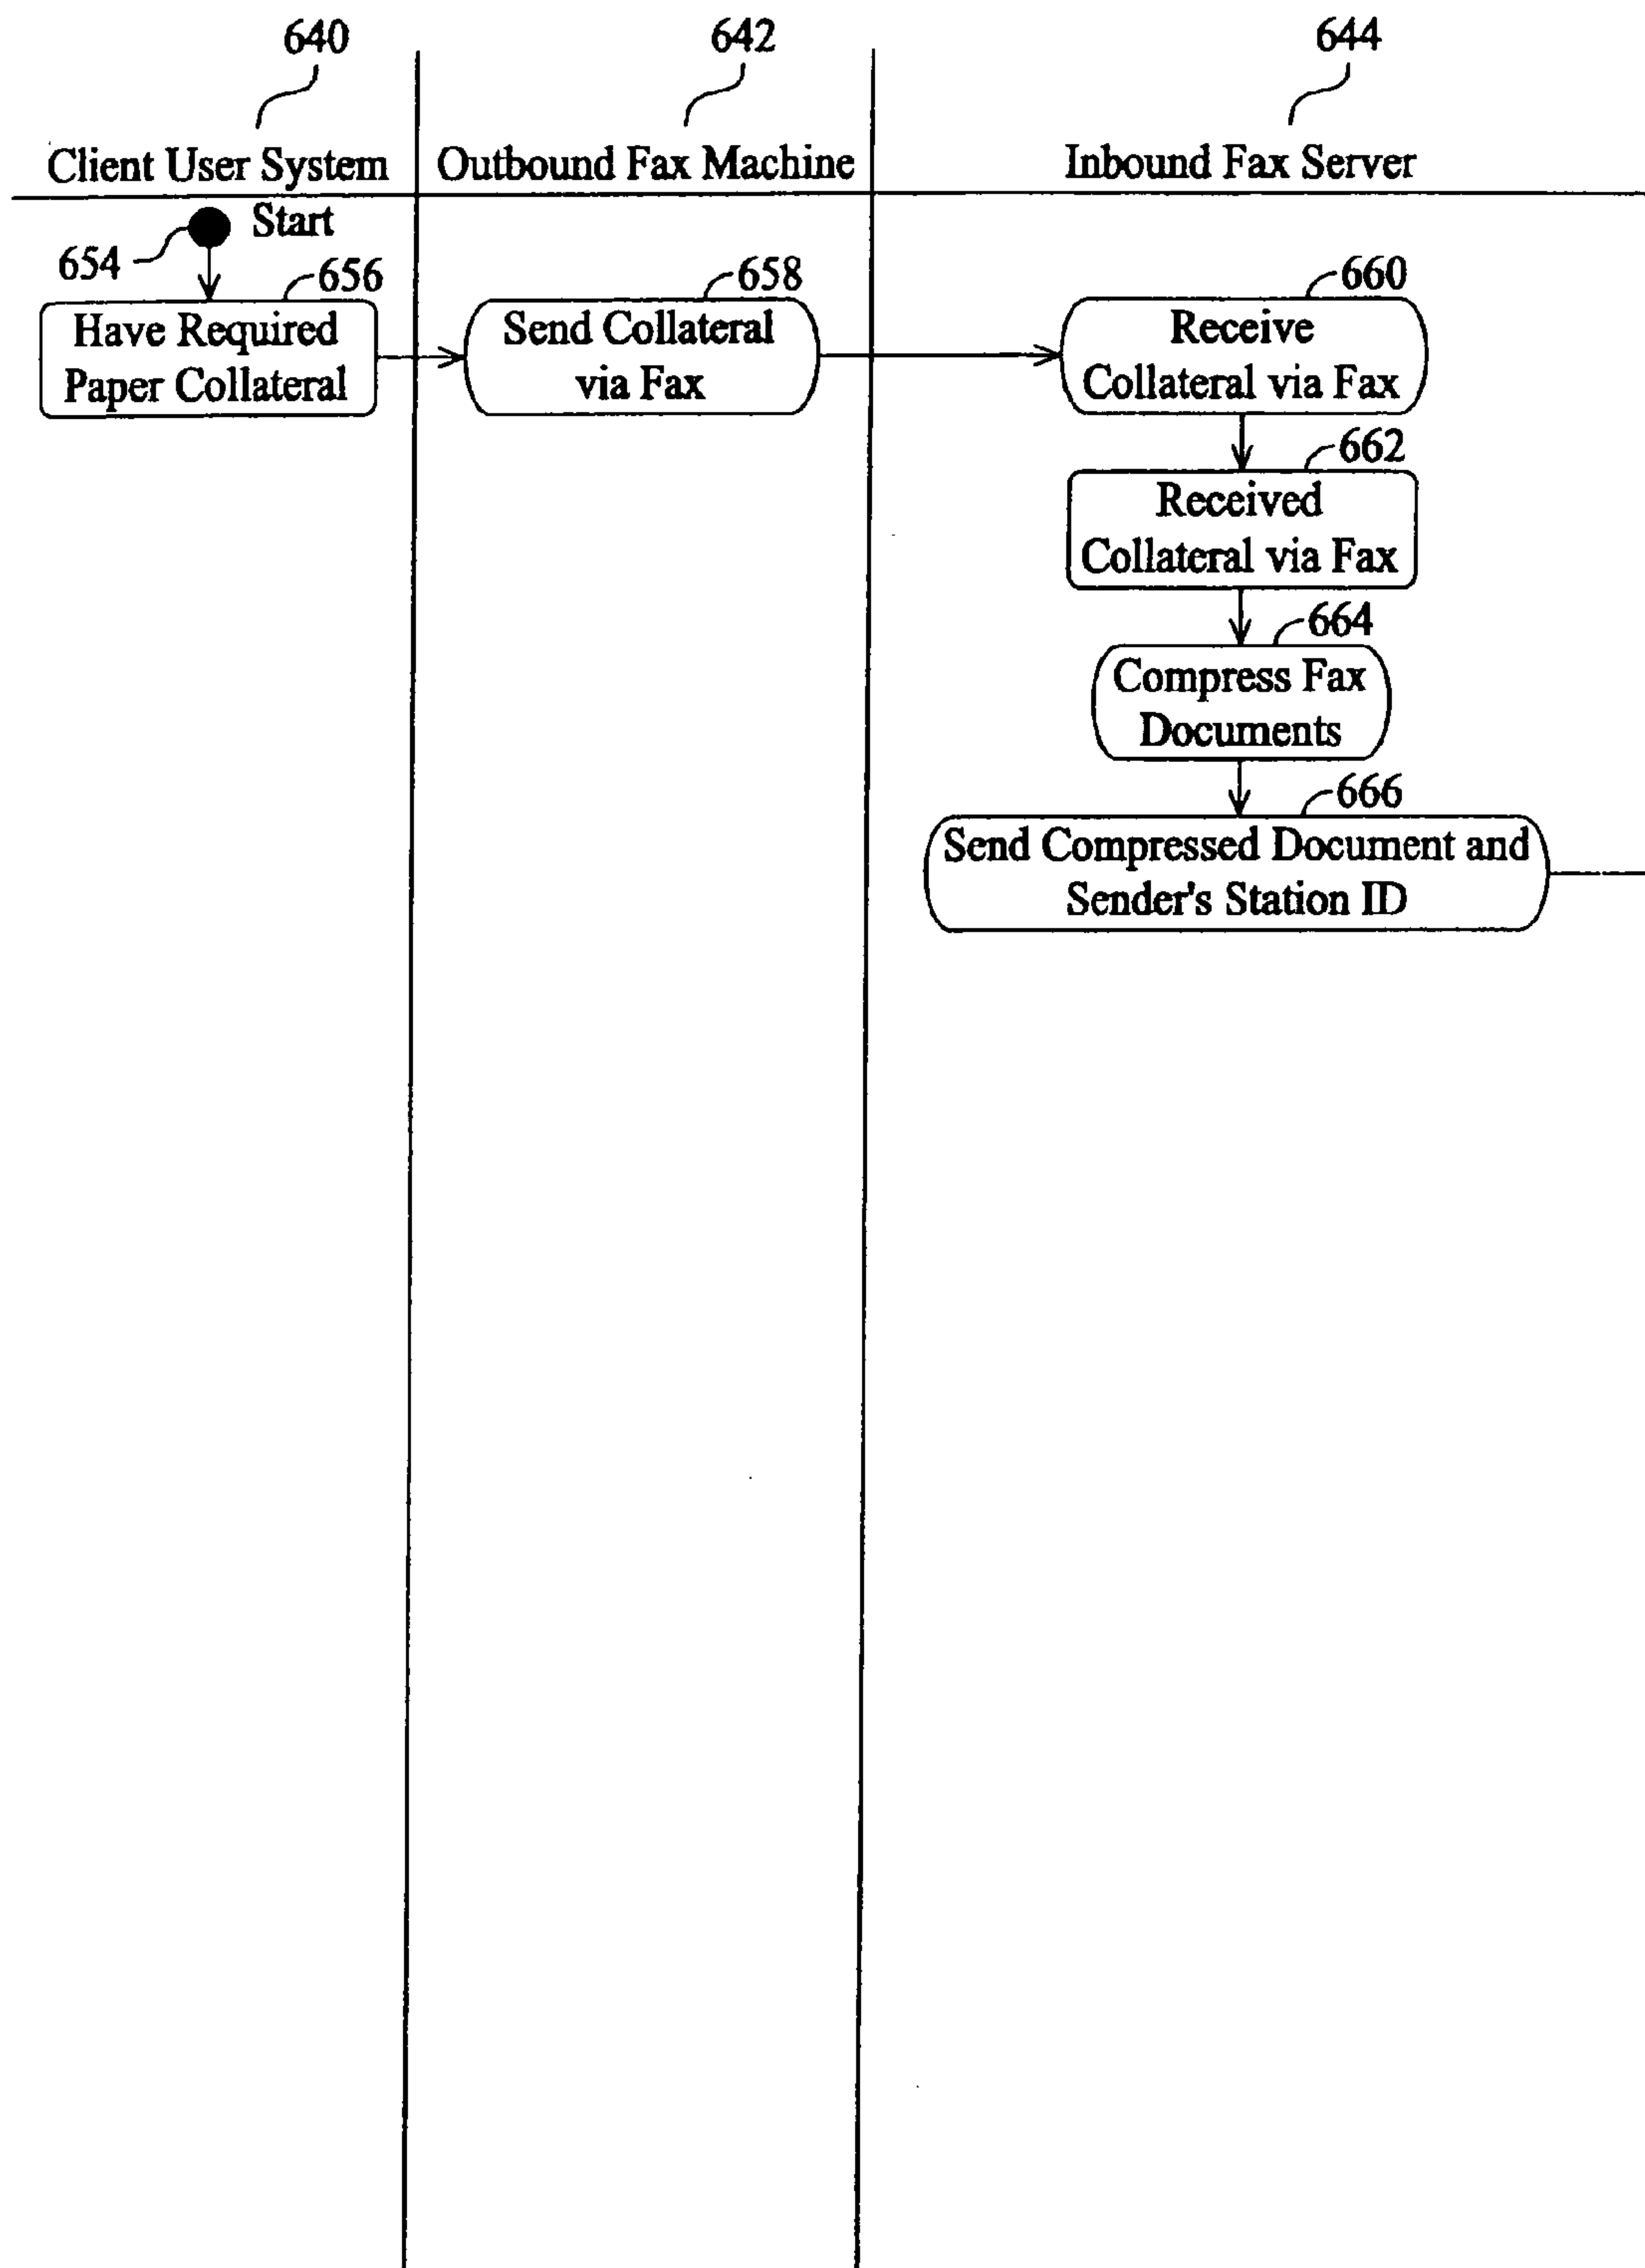 640
642
644
Client User System
Outbound Fax Machine
Inbound Fax Server
Start
654
656
Have Required
Paper Collateral
658
Send Collateral
via Fax
660
Receive
Collateral via Fax
662
Received
Collateral via Fax
664
Compress Fax
Documents
666
Send Compressed Document and
Sender's Station ID